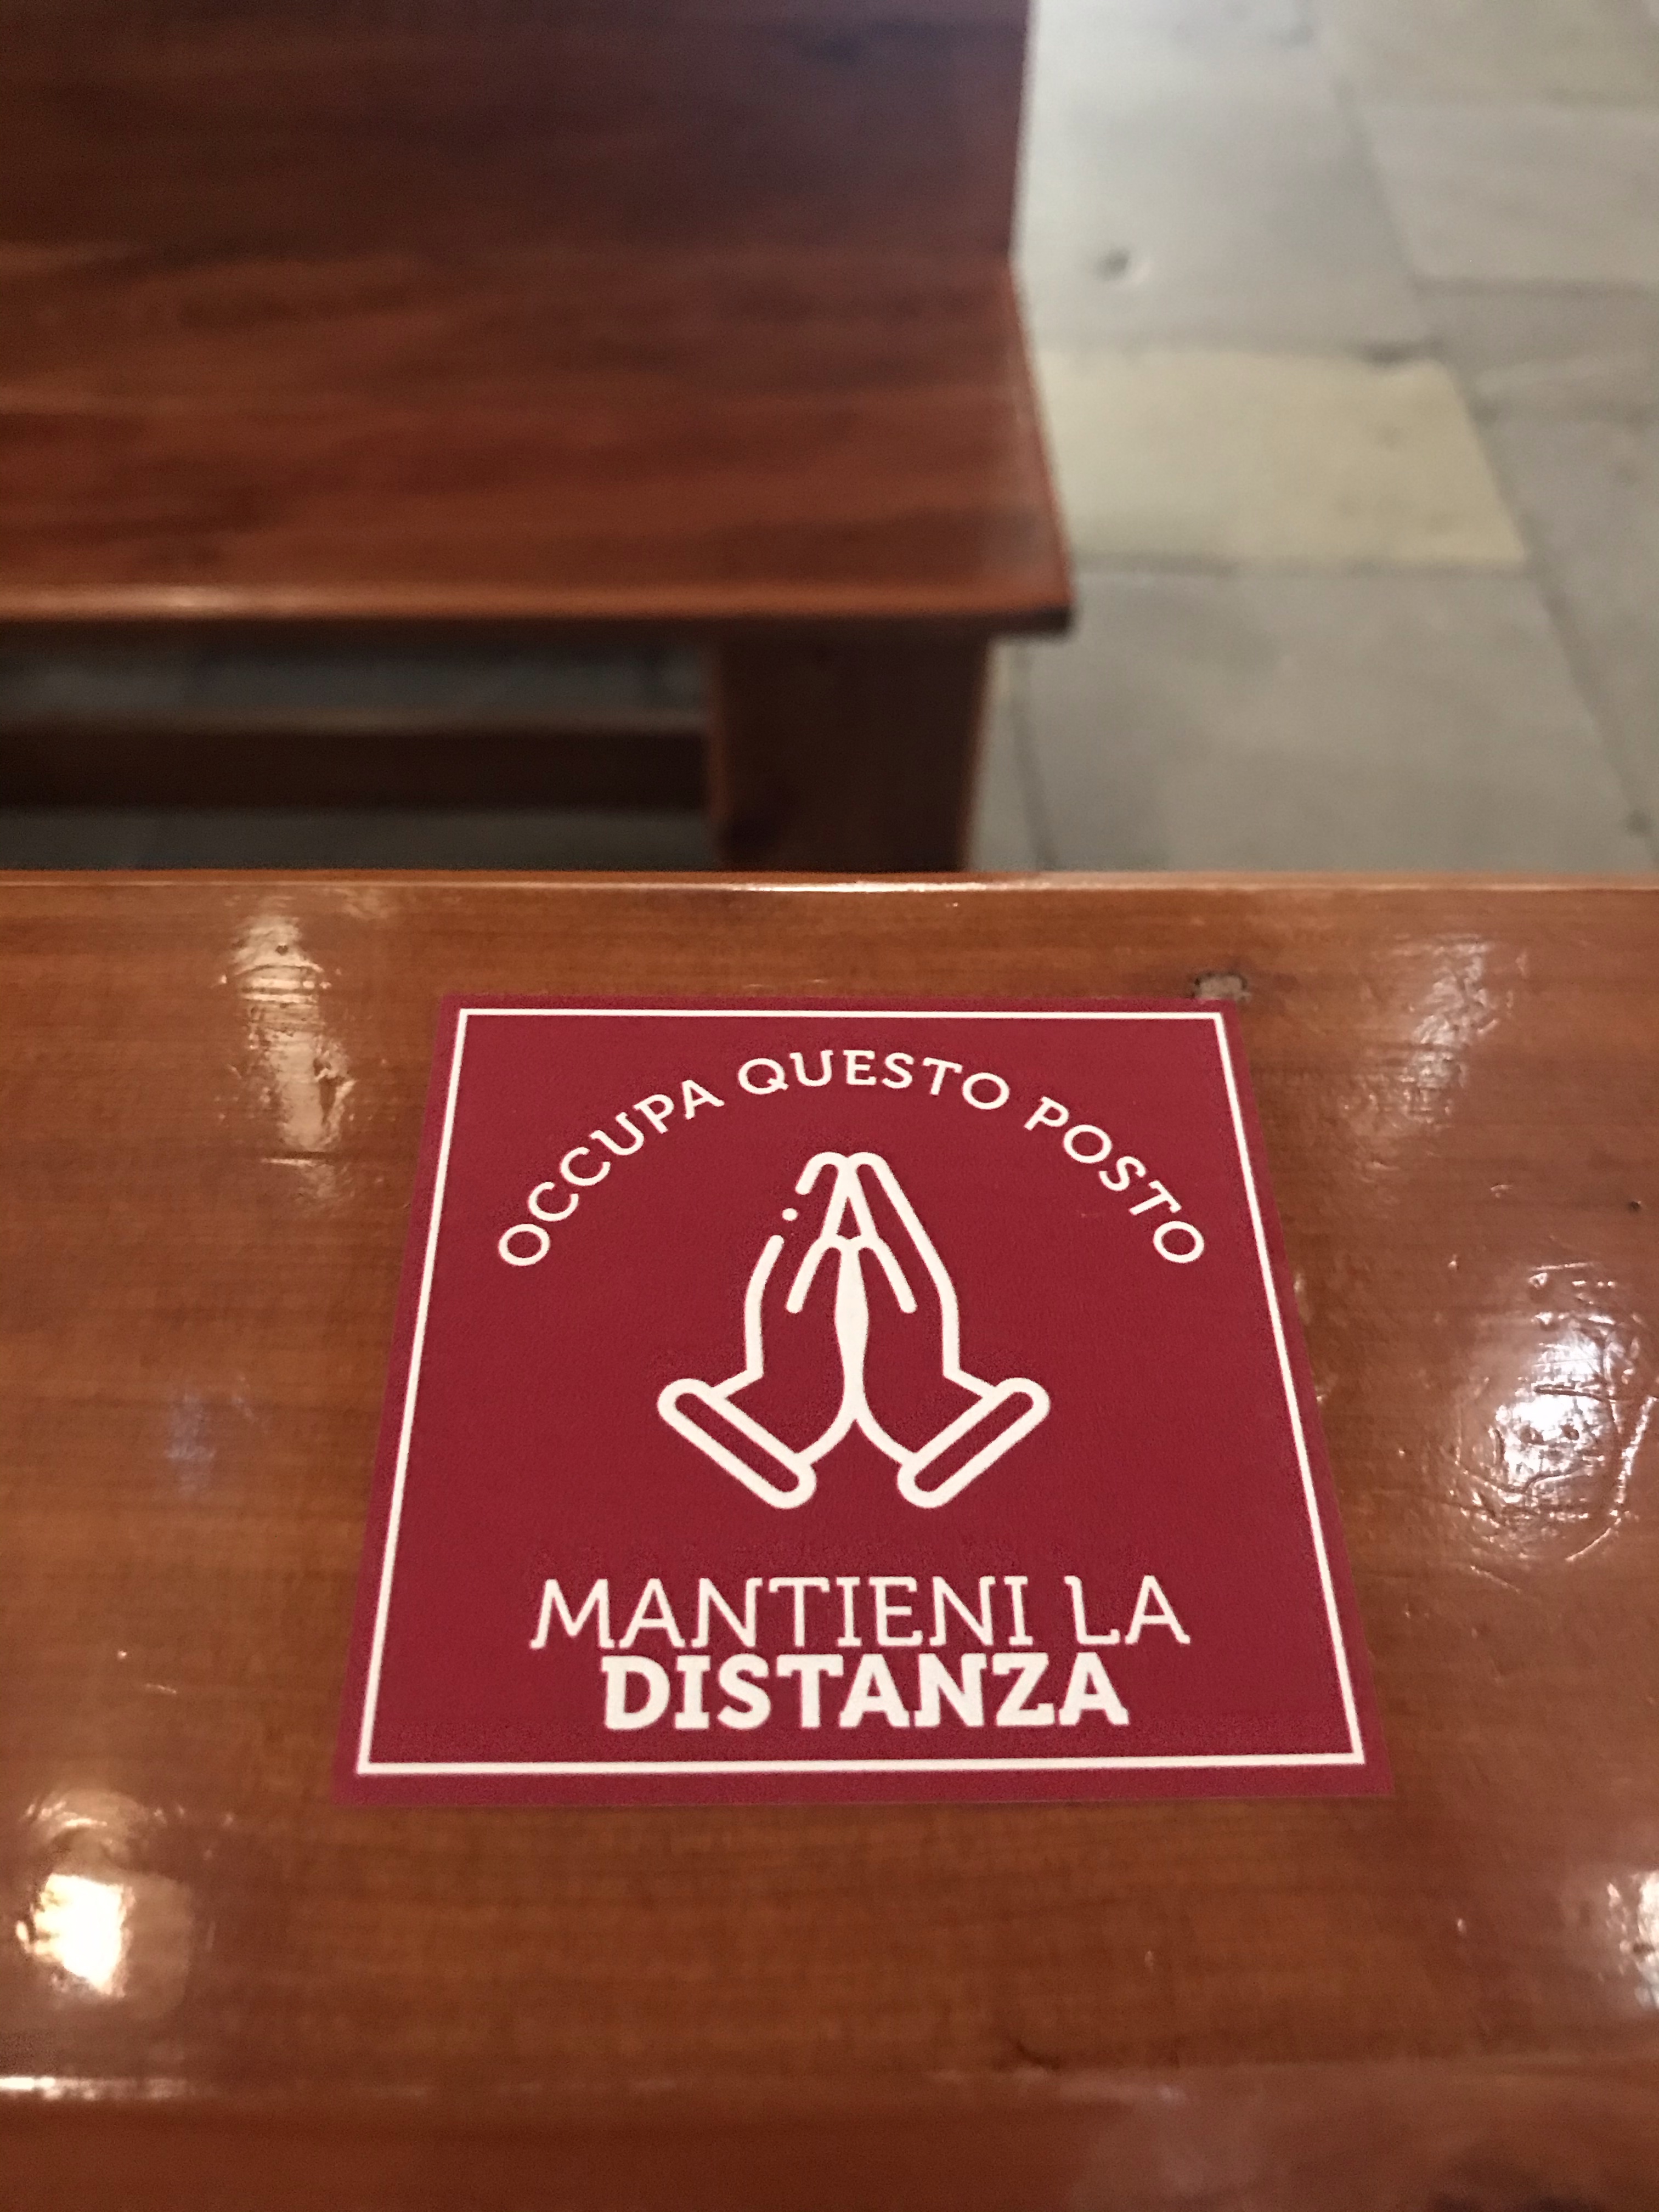 OCCUPA QUESTO POSTO
MANTIENI LA
DISTANZA